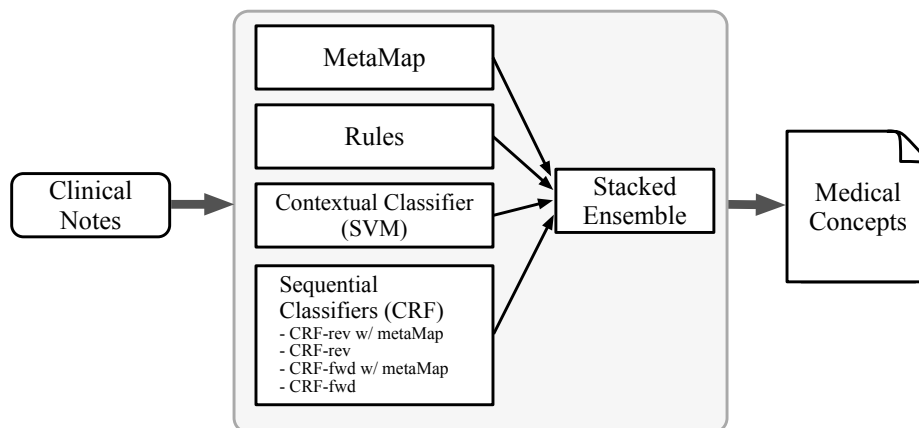 Clinical
Notes
MetaMap
Rules
Contextual Classifier
(SVM)
Sequential
Classifiers (CRF)
- CRF-rev w/ metaMap
- CRF-rev
- CRF-fwd w/ metaMap
- CRF-fwd
Stacked
Ensemble
Medical
Concepts